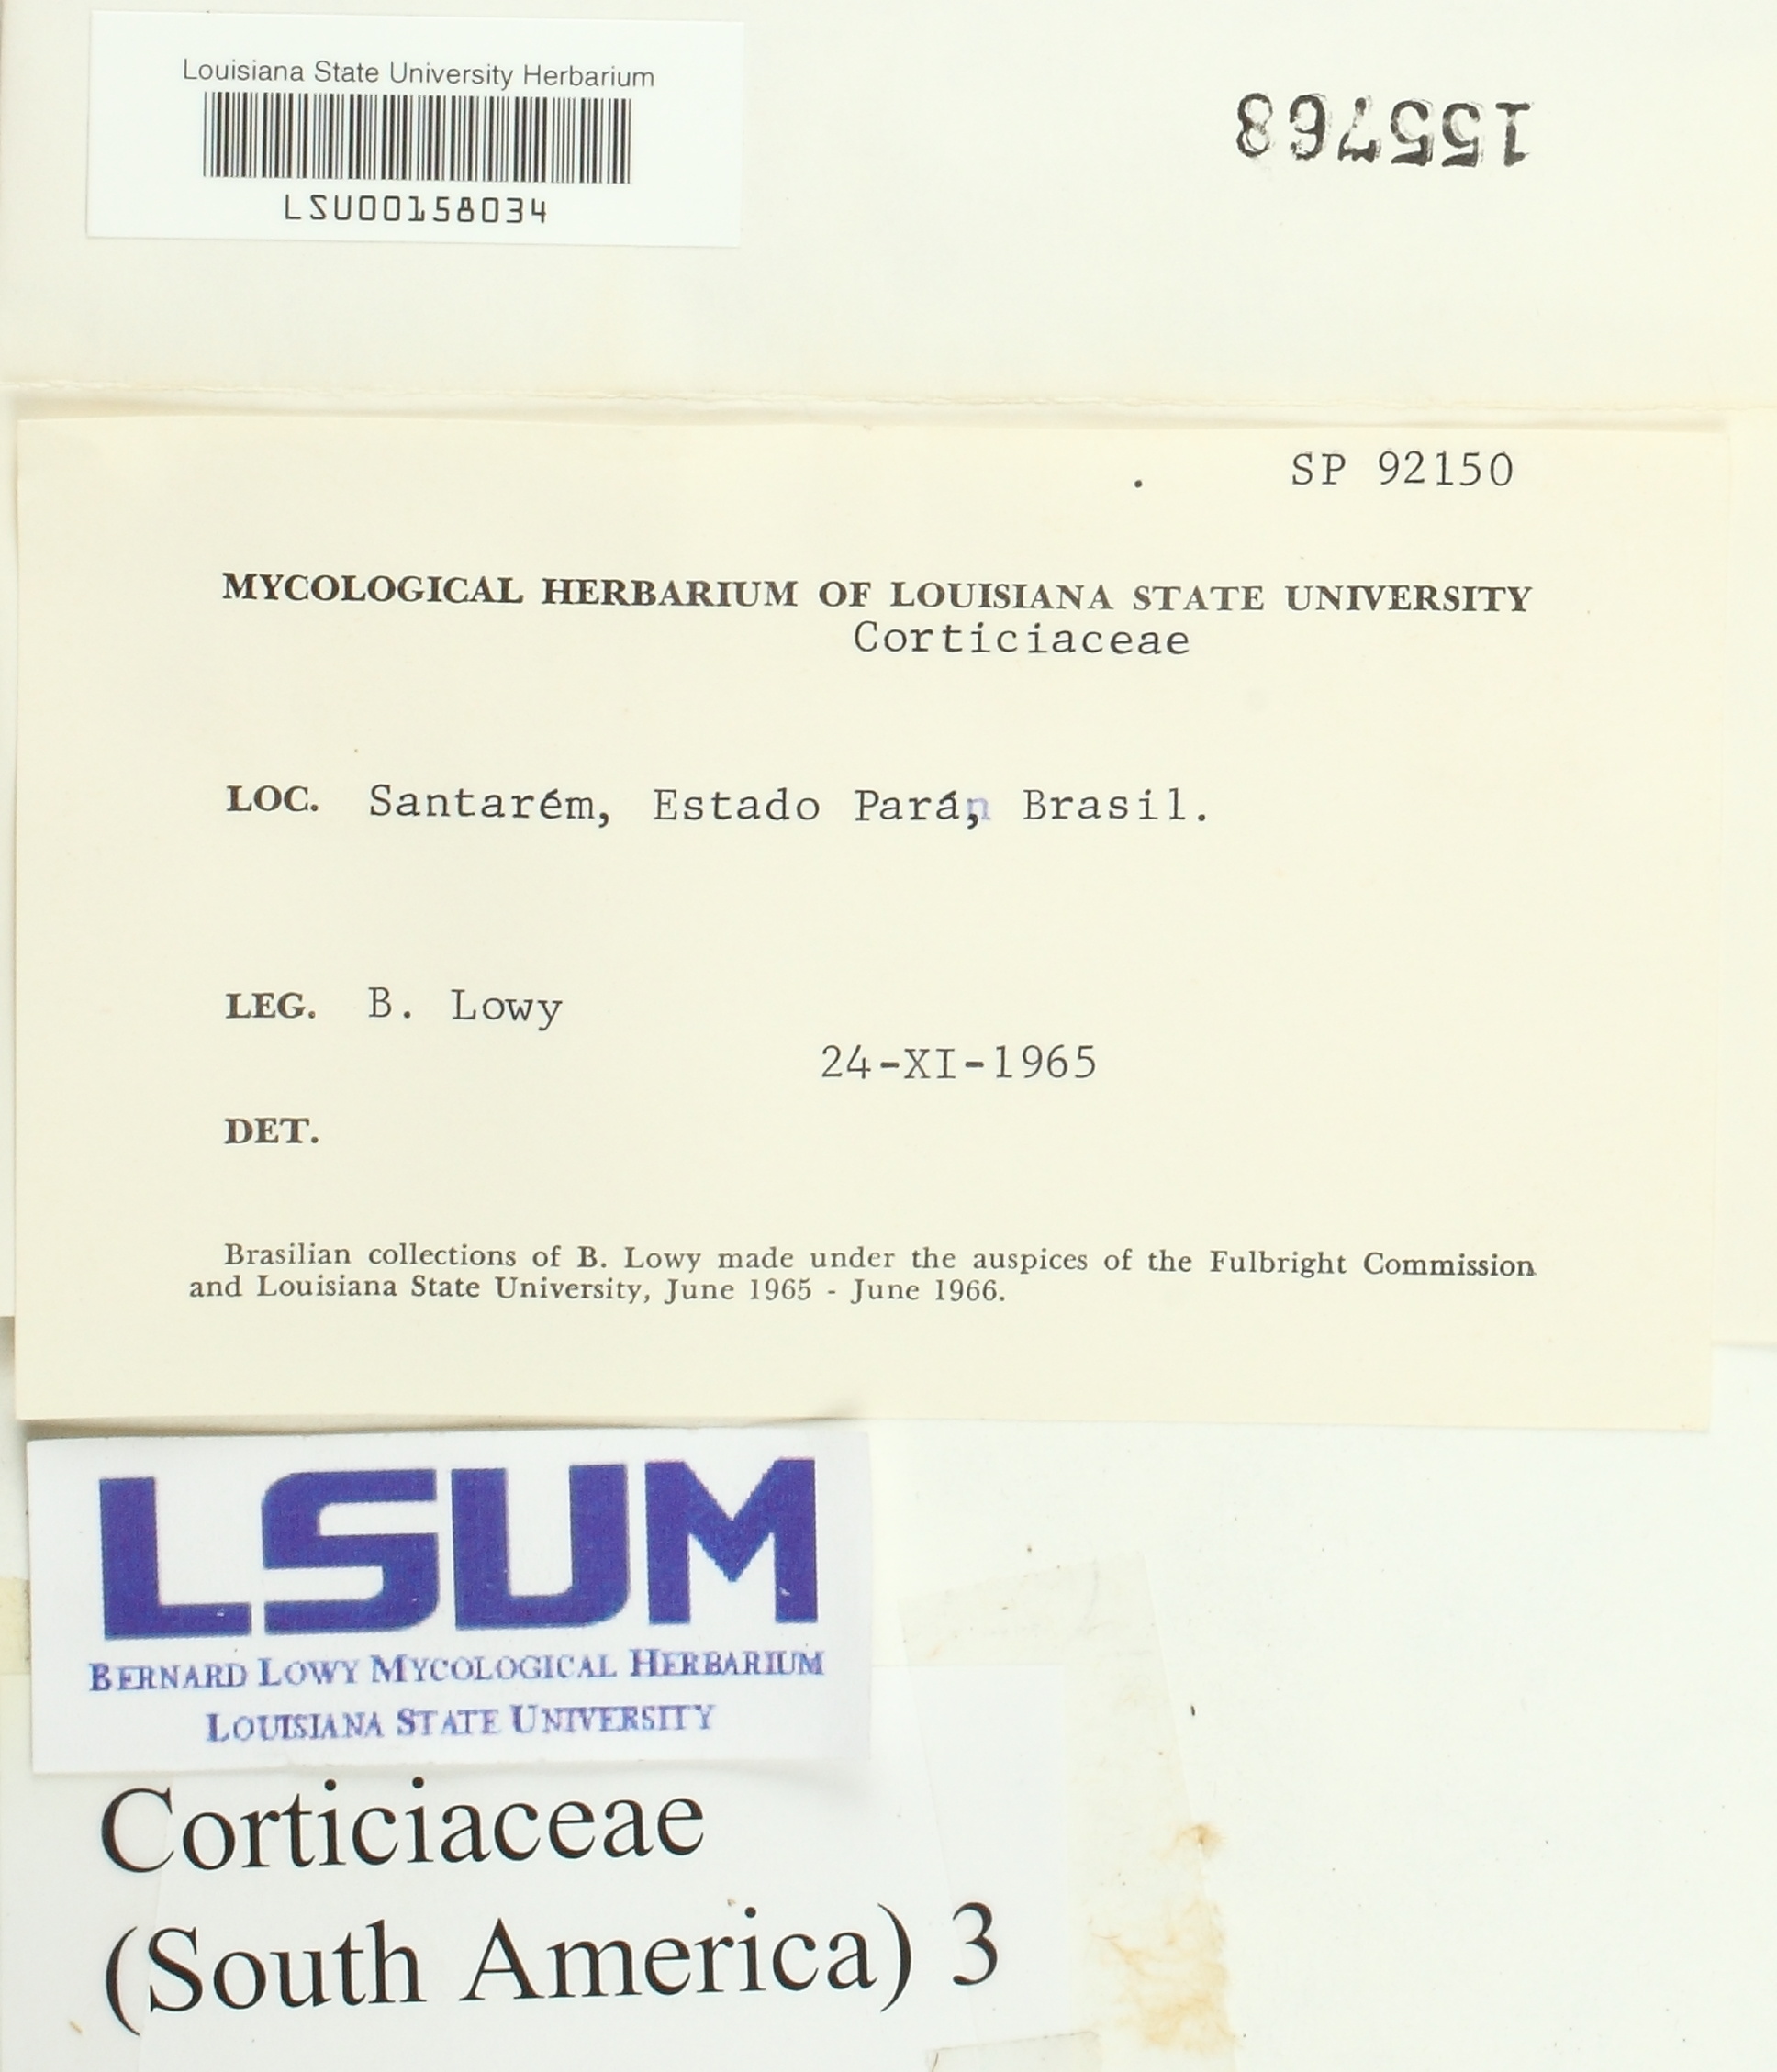 Louisiana State University Herbarium
LSU00158034
155768
SP 92150
MYCOLOGICAL HERBARIUM OF LOUISIANA STATE UNIVERSITY
Corticiaceae
LOC. Santarém, Estado Pará, Brasil.
LEG. B. Lowy
24-XI-1965
DET.
Brasilian collections of B. Lowy made under the auspices of the Fulbright Commission
and Louisiana State University, June 1965 - June 1966.
LSUM
BERNARD LOWY MYCOLOGICAL HERBARIUM
LOUISIANA STATE UNIVERSITY
Corticiaceae
(South America) 3